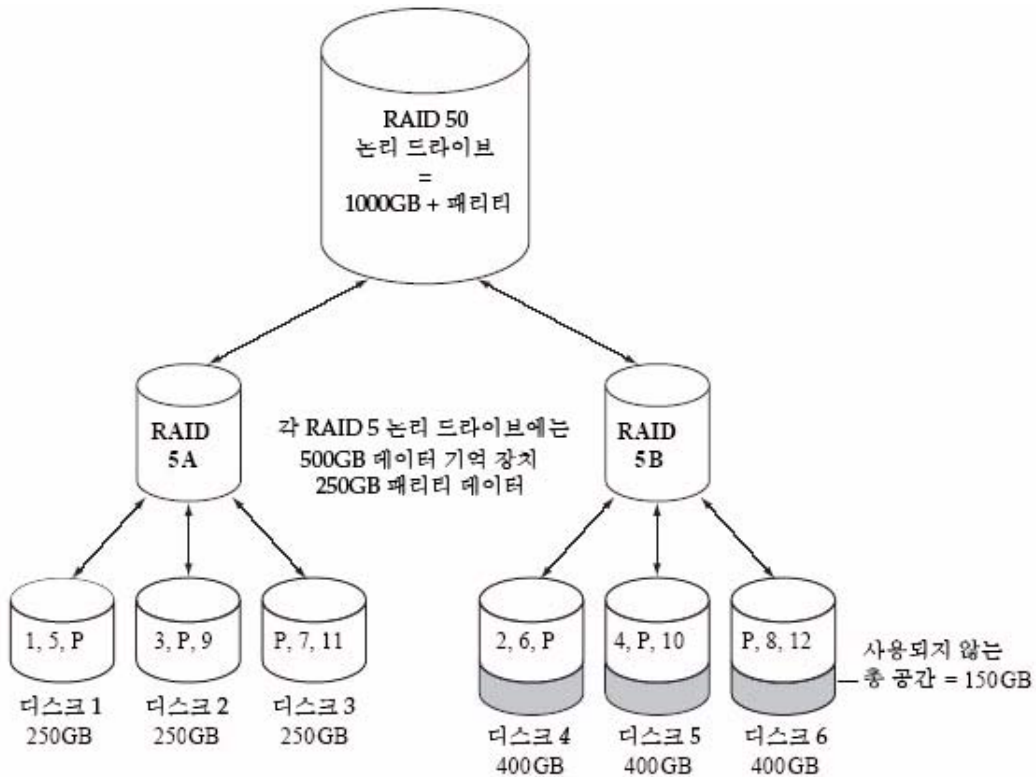 RAID 50
논리 드라이브
=
1000GB + 패리티
RAID
5A
각 RAID 5 논리 드라이브에는
500GB 데이터 기억 장치
250GB 패리티 데이터
RAID
5B
1, 5, P
3, P, 9
P, 7, 11
2, 6, P
4, P, 10
P, 8, 12
사용되지 않는
총 공간 = 150GB
디스크 1
250GB
디스크 2
250GB
디스크 3
250GB
디스크 4
400GB
디스크 5
400GB
디스크 6
400GB